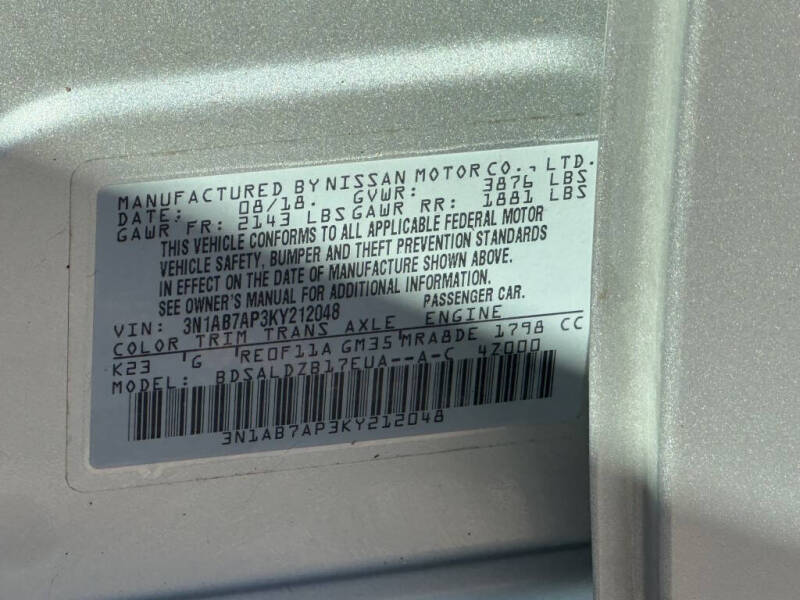 MANUFACTURED BY NISSAN MOTOR CO., LTD.
DATE: 08/18. GVWR: 3876 LBS
GAWR FR: 2143 LBS GAWR RR: 1881 LBS
THIS VEHICLE CONFORMS TO ALL APPLICABLE FEDERAL MOTOR
VEHICLE SAFETY, BUMPER AND THEFT PREVENTION STANDARDS
IN EFFECT ON THE DATE OF MANUFACTURE SHOWN ABOVE.
SEE OWNER'S MANUAL FOR ADDITIONAL INFORMATION.
VIN: 3N1AB7AP3KY212048 PASSENGER CAR.
COLOR TRIM TRANS AXLE ENGINE
K23 'G RE0F11A GM35 'MRA8DE 1798 CC
MODEL: BDSALDZB17EUA--A-C 4Z000
3N1AB7AP3KY212048